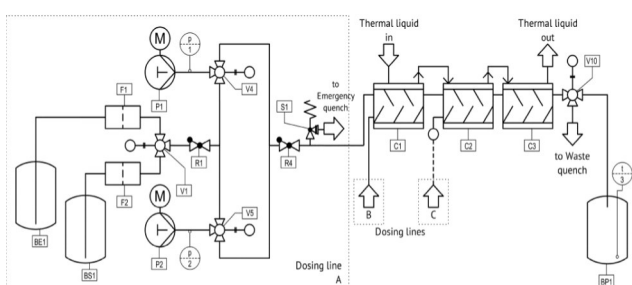 Thermal liquid
in
Thermal liquid
out
M
P
1
P1
V4
F1
to
Emergency
quench
S1
V10
C1
C2
C3
R1
R4
V1
F2
to Waste
quench
M
V5
B
C
1
3
P
2
P2
Dosing lines
BE1
BS1
Dosing line
A
BP1